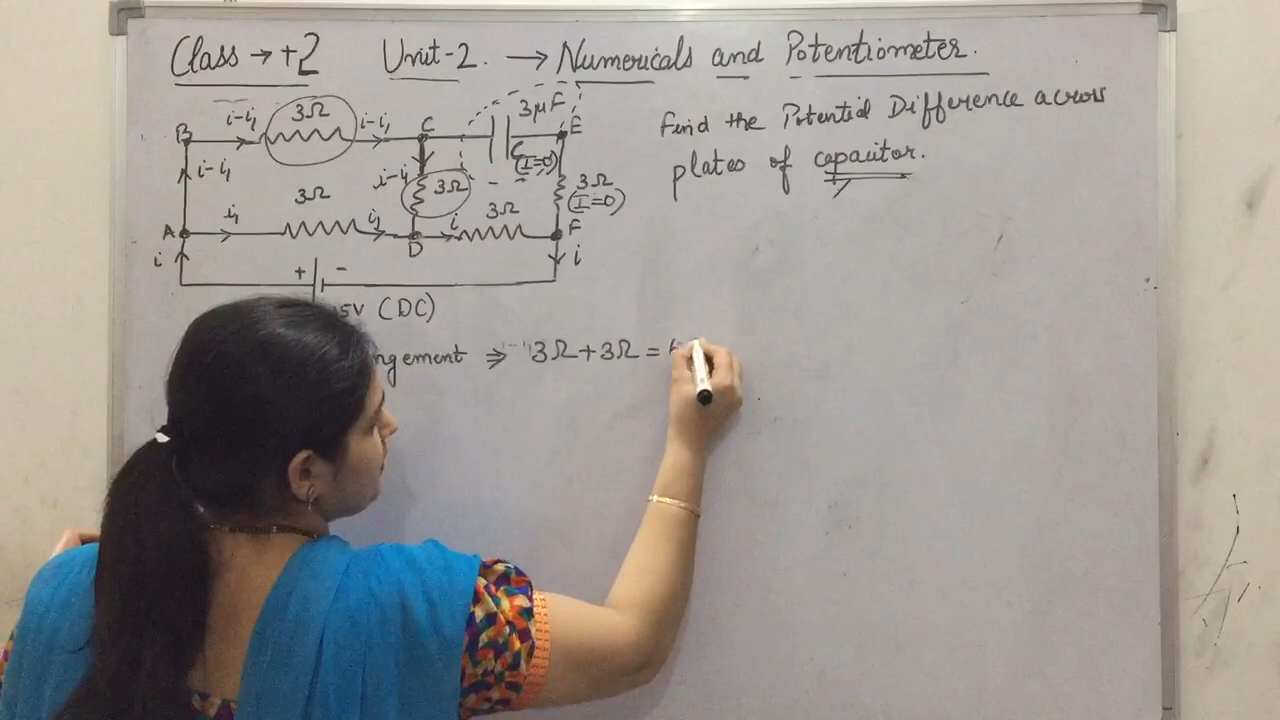 Class → +2 Unit-2. → Numericals and Potentiometer.
Find the Potential Difference across
plates of capacitor.
3μF
B i-i₁ 3Ω i-i₁ C E
C
(I=0)
i-i₁ i-i₁ 3Ω 3Ω
(I=0)
3Ω 3Ω
A i₁ i₁ D i F
i i
+ -
5V (DC)
ngement ⇒ 3Ω+3Ω = 6